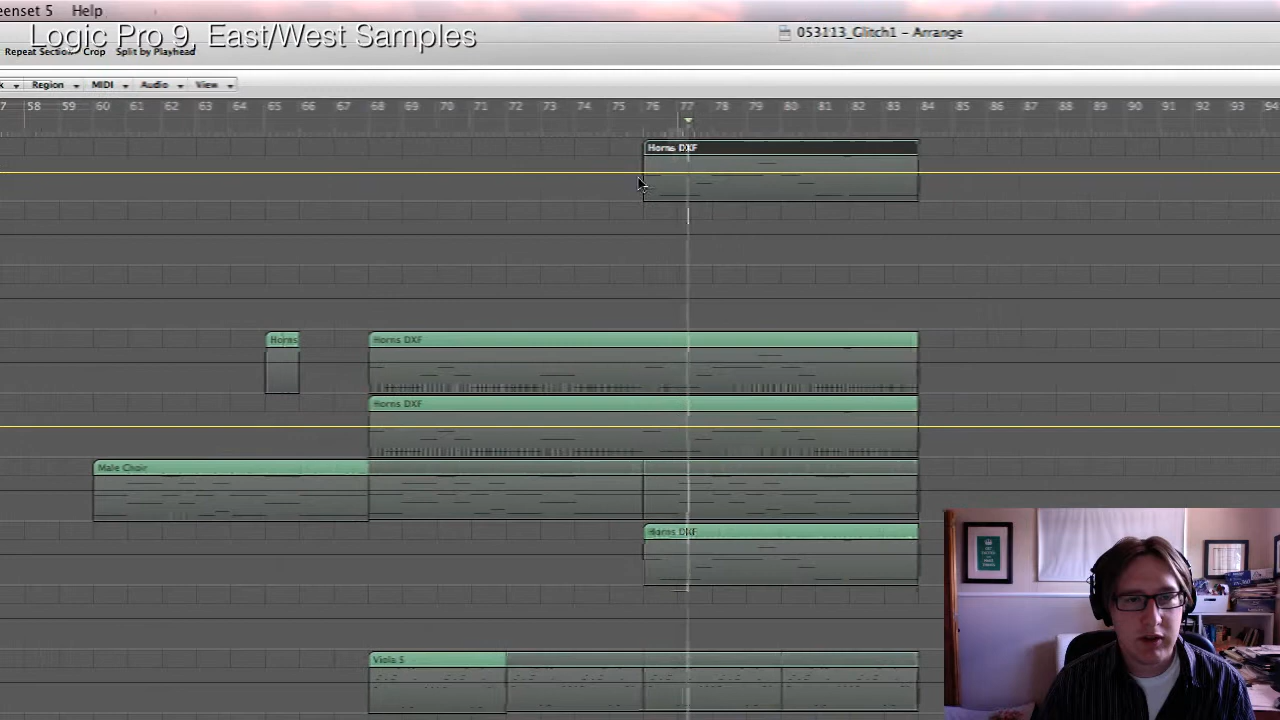 eenset 5 Help
Logic Pro 9, East/West Samples
053113_Glitch1 – Arrange
Repeat Section Crop Split by Playhead
Region MIDI Audio View
58 59 60 61 62 63 64 65 66 67 68 69 70 71 72 73 74 75 76 77 78 79 80 81 82 83 84 85 86 87 88 89 90 91 92 93 94
Horns DXF
Horns
Horns DXF
Horns DXF
Male Choir
Horns DXF
Viola S